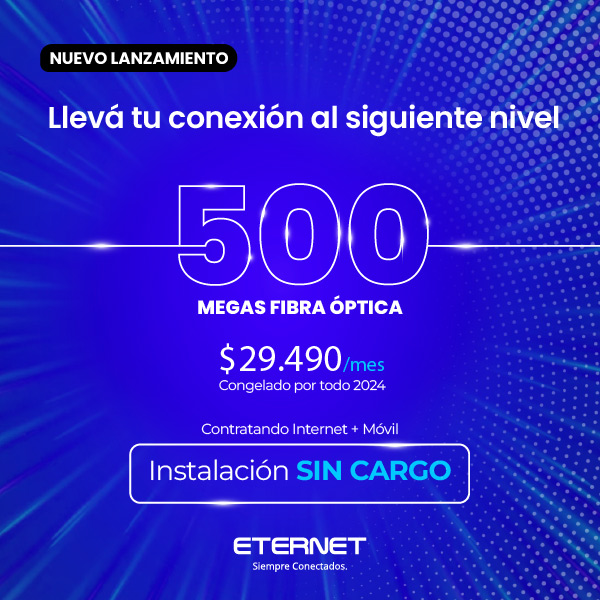 NUEVO LANZAMIENTO
Llevá tu conexión al siguiente nivel
500
MEGAS FIBRA ÓPTICA
$29.490/mes
Congelado por todo 2024
Contratando Internet + Móvil
Instalación SIN CARGO
ETERNET
Siempre Conectados.